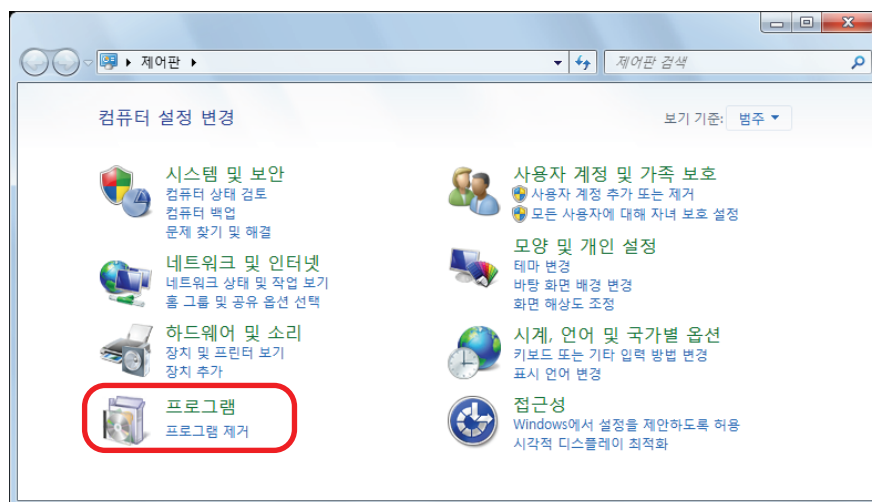 제어판
제어판 검색
컴퓨터 설정 변경
보기 기준: 범주
시스템 및 보안
컴퓨터 상태 검토
컴퓨터 백업
문제 찾기 및 해결
네트워크 및 인터넷
네트워크 상태 및 작업 보기
홈 그룹 및 공유 옵션 선택
하드웨어 및 소리
장치 및 프린터 보기
장치 추가
프로그램
프로그램 제거
사용자 계정 및 가족 보호
사용자 계정 추가 또는 제거
모든 사용자에 대해 자녀 보호 설정
모양 및 개인 설정
테마 변경
바탕 화면 배경 변경
화면 해상도 조정
시계, 언어 및 국가별 옵션
키보드 또는 기타 입력 방법 변경
표시 언어 변경
접근성
Windows에서 설정을 제안하도록 허용
시각적 디스플레이 최적화